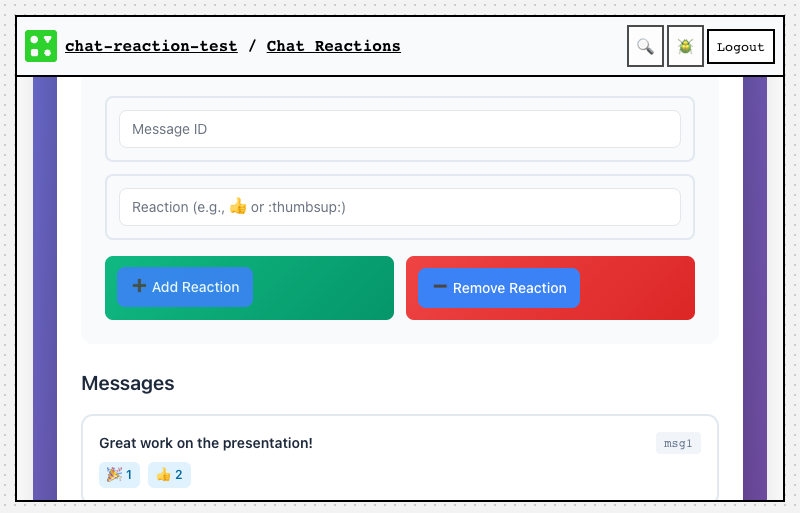 chat-reaction-test / Chat Reactions
Logout
Message ID
Reaction (e.g., 👍 or :thumbsup:)
➕ Add Reaction
➖ Remove Reaction
Messages
Great work on the presentation!
msg1
🎉 1 👍 2